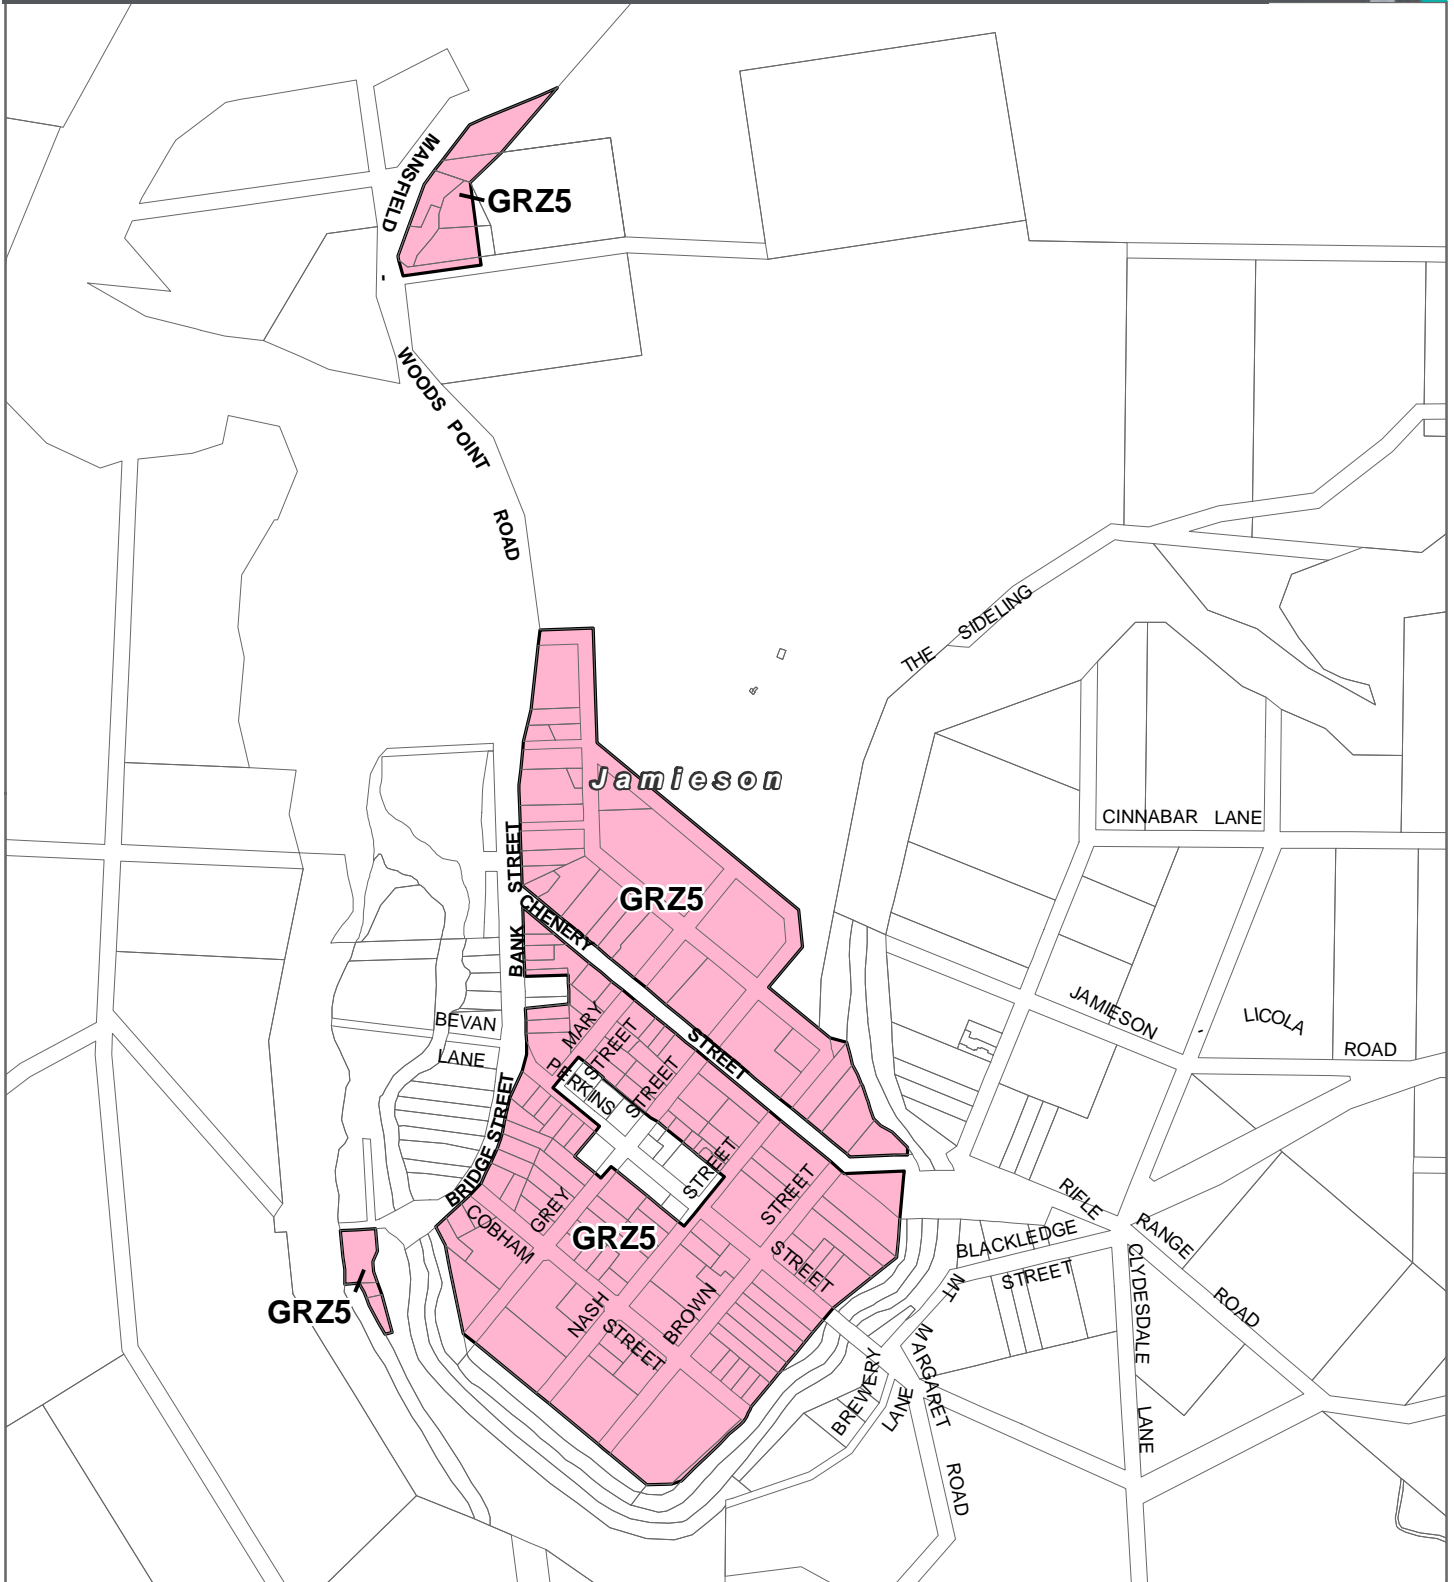 MANSFIELD
GRZ5
-
WOODS POINT
ROAD
THE SIDELING
Jamieson
CINNABAR LANE
BANK STREET
GRZ5
CHENERY
STREET
JAMIESON
LICOLA
ROAD
BEVAN
LANE
MARY
STREET
PERKINS
STREET
STREET
STREET
BRIDGE STREET
COBHAM
GREY
GRZ5
STREET
RIFLE
RANGE
ROAD
BLACKLEDGE
STREET
CLYDESDALE
LANE
MT
MARGARET
ROAD
GRZ5
NASH
STREET
BROWN
BREWERY
LANE